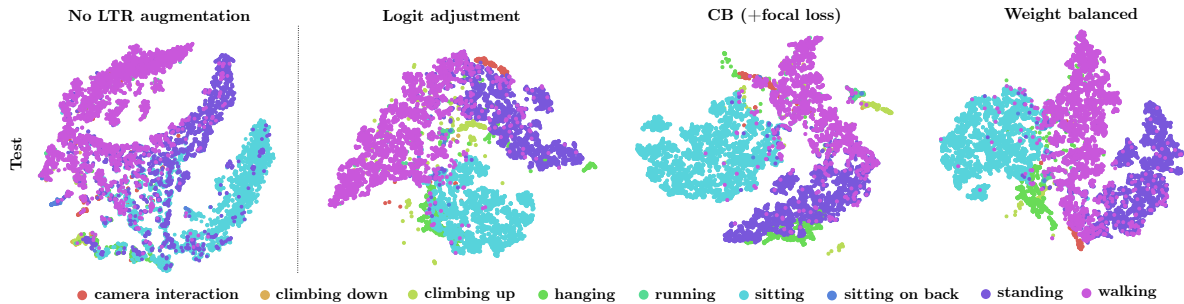 No LTR augmentation
Logit adjustment
CB (+focal loss)
Weight balanced
Test
camera interaction climbing down climbing up hanging running sitting sitting on back standing walking